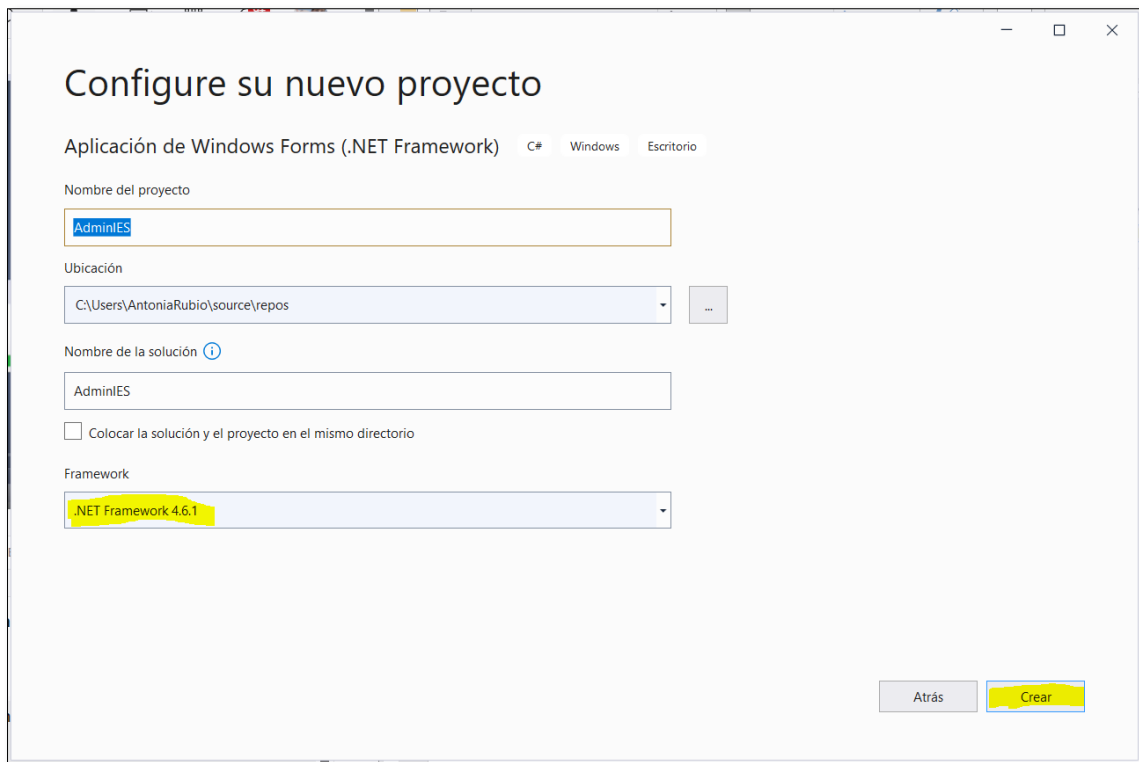 Configure su nuevo proyecto
Aplicación de Windows Forms (.NET Framework) C# Windows Escritorio
Nombre del proyecto
AdminIES
Ubicación
C:\Users\AntoniaRubio\source\repos
...
Nombre de la solución
AdminIES
Colocar la solución y el proyecto en el mismo directorio
Framework
.NET Framework 4.6.1
Atrás Crear